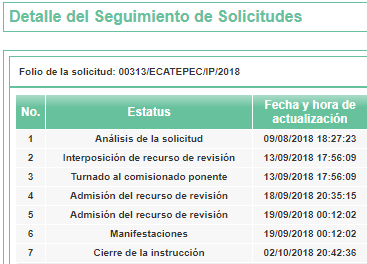 Detalle del Seguimiento de Solicitudes
Folio de la solicitud: 00313/ECATEPEC/IP/2018
No. Estatus Fecha y hora de actualización
1 Análisis de la solicitud 09/08/2018 18:27:23
2 Interposición de recurso de revisión 13/09/2018 17:56:09
3 Turnado al comisionado ponente 13/09/2018 17:56:09
4 Admisión del recurso de revisión 18/09/2018 20:35:15
5 Admisión del recurso de revisión 19/09/2018 00:12:02
6 Manifestaciones 19/09/2018 00:12:02
7 Cierre de la instrucción 02/10/2018 20:42:36